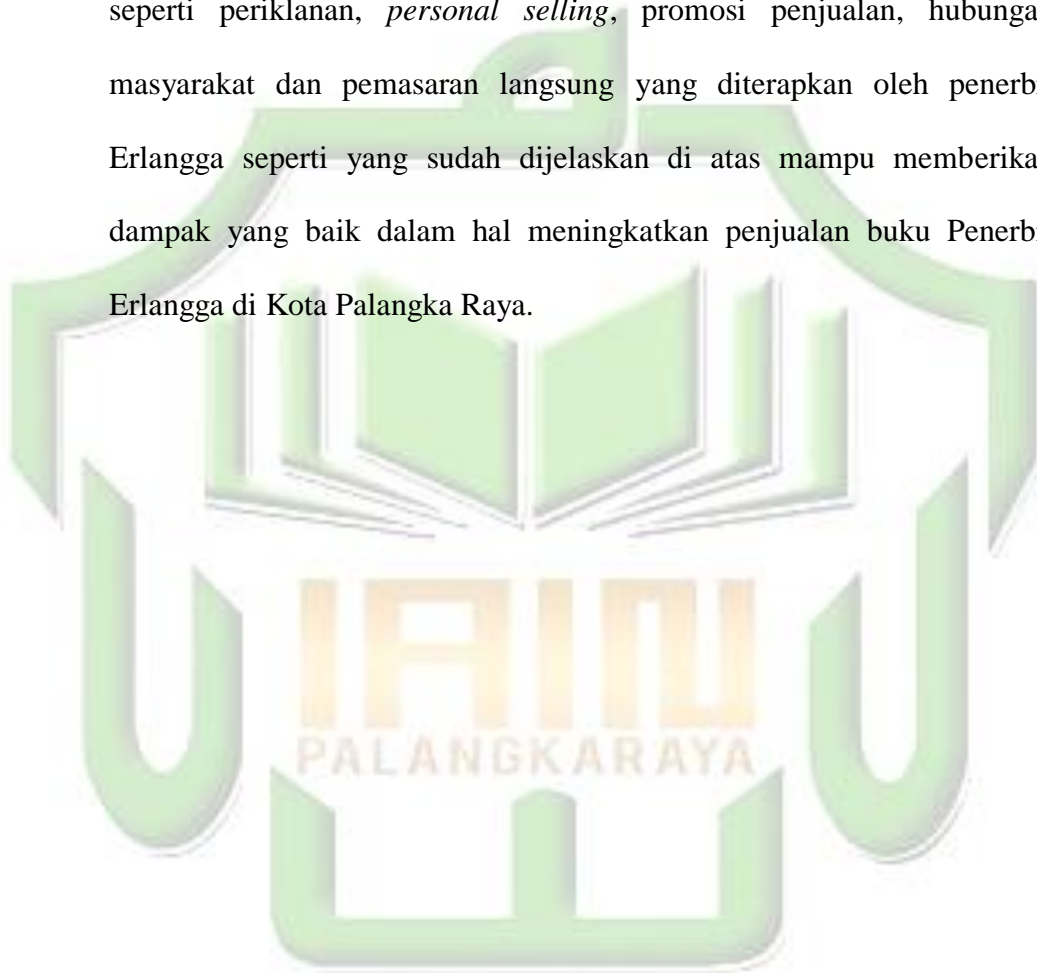 seperti periklanan, personal selling, promosi penjualan, hubunga
masyarakat dan pemasaran langsung yang diterapkan oleh penerb
Erlangga seperti yang sudah dijelaskan di atas mampu memberika
dampak yang baik dalam hal meningkatkan penjualan buku Penerb
Erlangga di Kota Palangka Raya.
IAIN
PALANGKARAYA